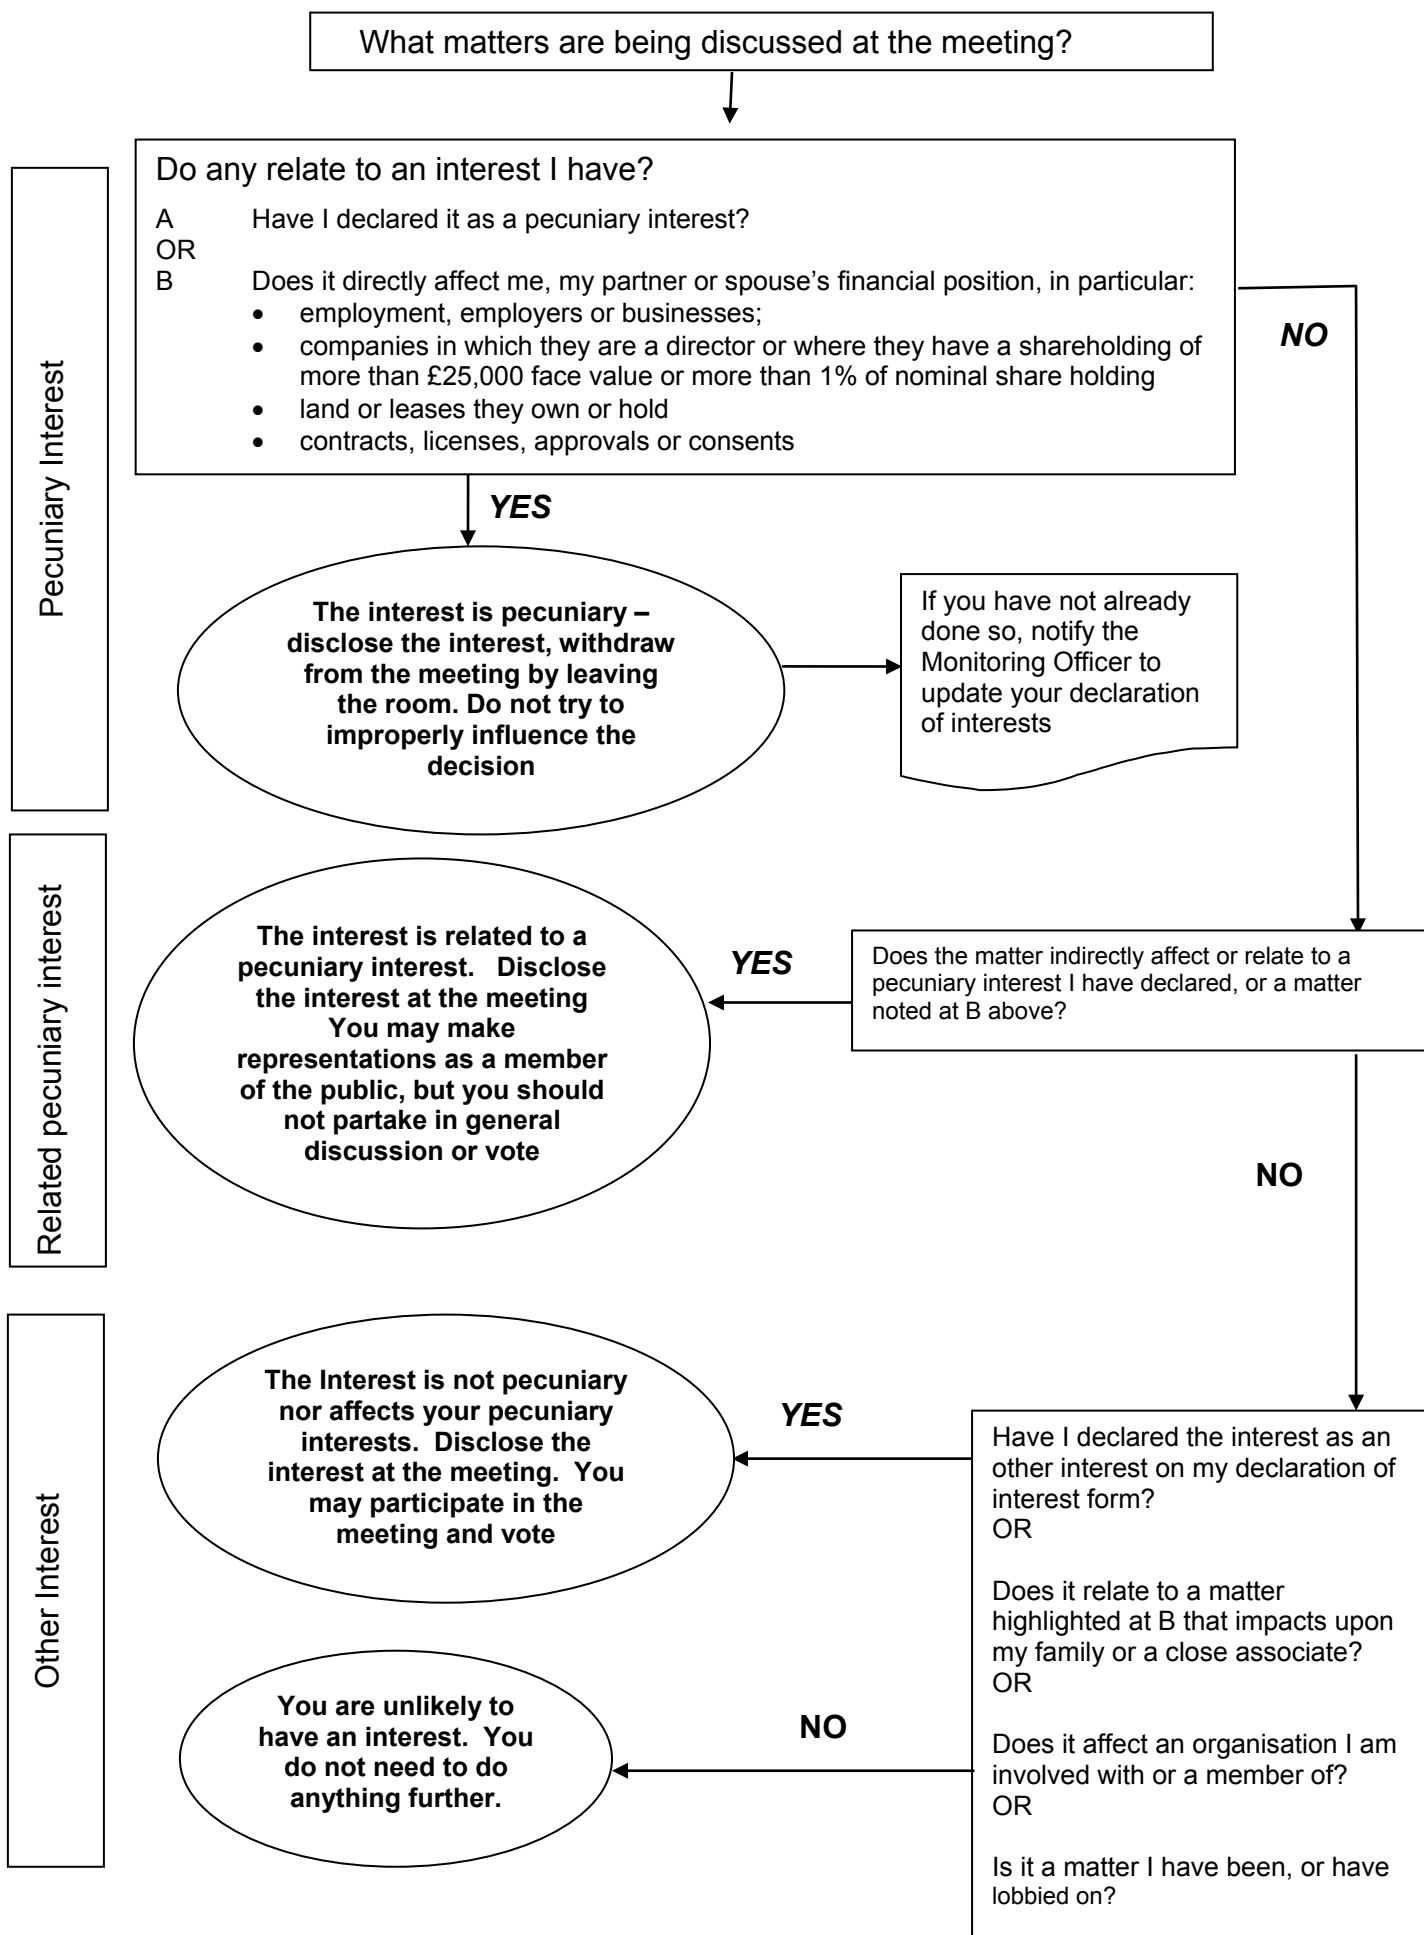 What matters are being discussed at the meeting?
Pecuniary Interest
Do any relate to an interest I have?
A Have I declared it as a pecuniary interest?
OR
B Does it directly affect me, my partner or spouse’s financial position, in particular:
• employment, employers or businesses;
• companies in which they are a director or where they have a shareholding of
more than £25,000 face value or more than 1% of nominal share holding
• land or leases they own or hold
• contracts, licenses, approvals or consents
NO
YES
The interest is pecuniary –
disclose the interest, withdraw
from the meeting by leaving
the room. Do not try to
improperly influence the
decision
If you have not already
done so, notify the
Monitoring Officer to
update your declaration
of interests
Related pecuniary interest
The interest is related to a
pecuniary interest. Disclose
the interest at the meeting
You may make
representations as a member
of the public, but you should
not partake in general
discussion or vote
YES
Does the matter indirectly affect or relate to a
pecuniary interest I have declared, or a matter
noted at B above?
NO
Other Interest
The Interest is not pecuniary
nor affects your pecuniary
interests. Disclose the
interest at the meeting. You
may participate in the
meeting and vote
YES
Have I declared the interest as an
other interest on my declaration of
interest form?
OR
Does it relate to a matter
highlighted at B that impacts upon
my family or a close associate?
OR
Does it affect an organisation I am
involved with or a member of?
OR
Is it a matter I have been, or have
lobbied on?
NO
You are unlikely to
have an interest. You
do not need to do
anything further.